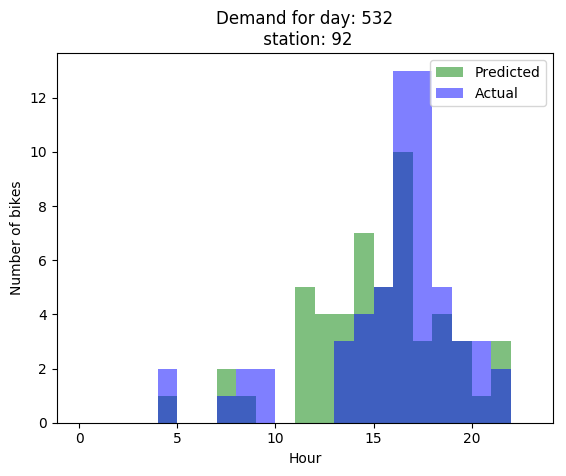 Demand for day: 532
station: 92
Predicted
Actual
Number of bikes
12
10
8
6
4
2
0
0
5
10
15
20
Hour